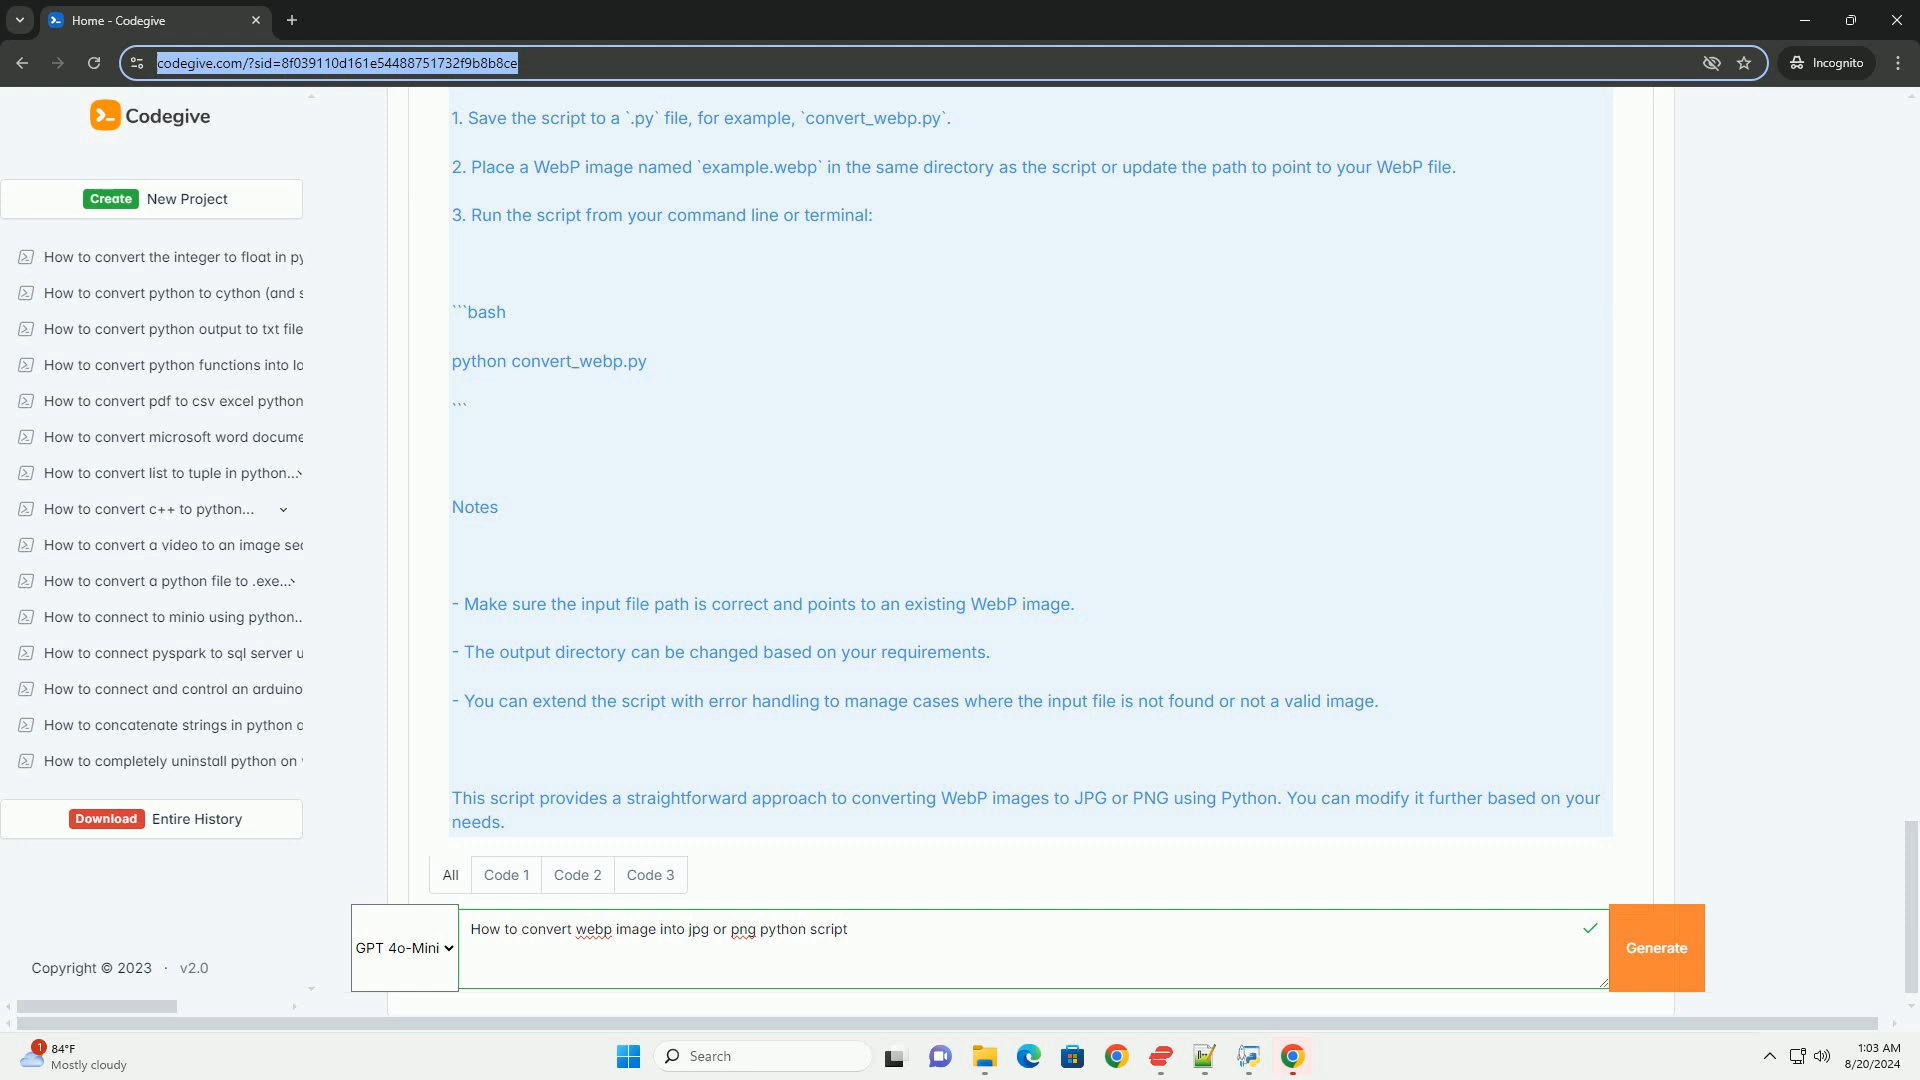 Home - Codegive
codegive.com/?sid=8f039110d161e54488751732f9b8b8ce
Incognito
Codegive
Create New Project
How to convert the integer to float in py
How to convert python to cython (and s
How to convert python output to txt file
How to convert python functions into la
How to convert pdf to csv excel python
How to convert microsoft word docume
How to convert list to tuple in python...
How to convert c++ to python...
How to convert a video to an image sec
How to convert a python file to .exe...
How to connect to minio using python..
How to connect pyspark to sql server u
How to connect and control an arduino
How to concatenate strings in python a
How to completely uninstall python on
Download Entire History
Copyright © 2023 · v2.0
1. Save the script to a `.py` file, for example, `convert_webp.py`.
2. Place a WebP image named `example.webp` in the same directory as the script or update the path to point to your WebP file.
3. Run the script from your command line or terminal:
```bash
python convert_webp.py
```
Notes
- Make sure the input file path is correct and points to an existing WebP image.
- The output directory can be changed based on your requirements.
- You can extend the script with error handling to manage cases where the input file is not found or not a valid image.
This script provides a straightforward approach to converting WebP images to JPG or PNG using Python. You can modify it further based on your
needs.
All Code 1 Code 2 Code 3
GPT 4o-Mini
How to convert webp image into jpg or png python script
Generate
1
84°F
Mostly cloudy
Search
1:03 AM
8/20/2024